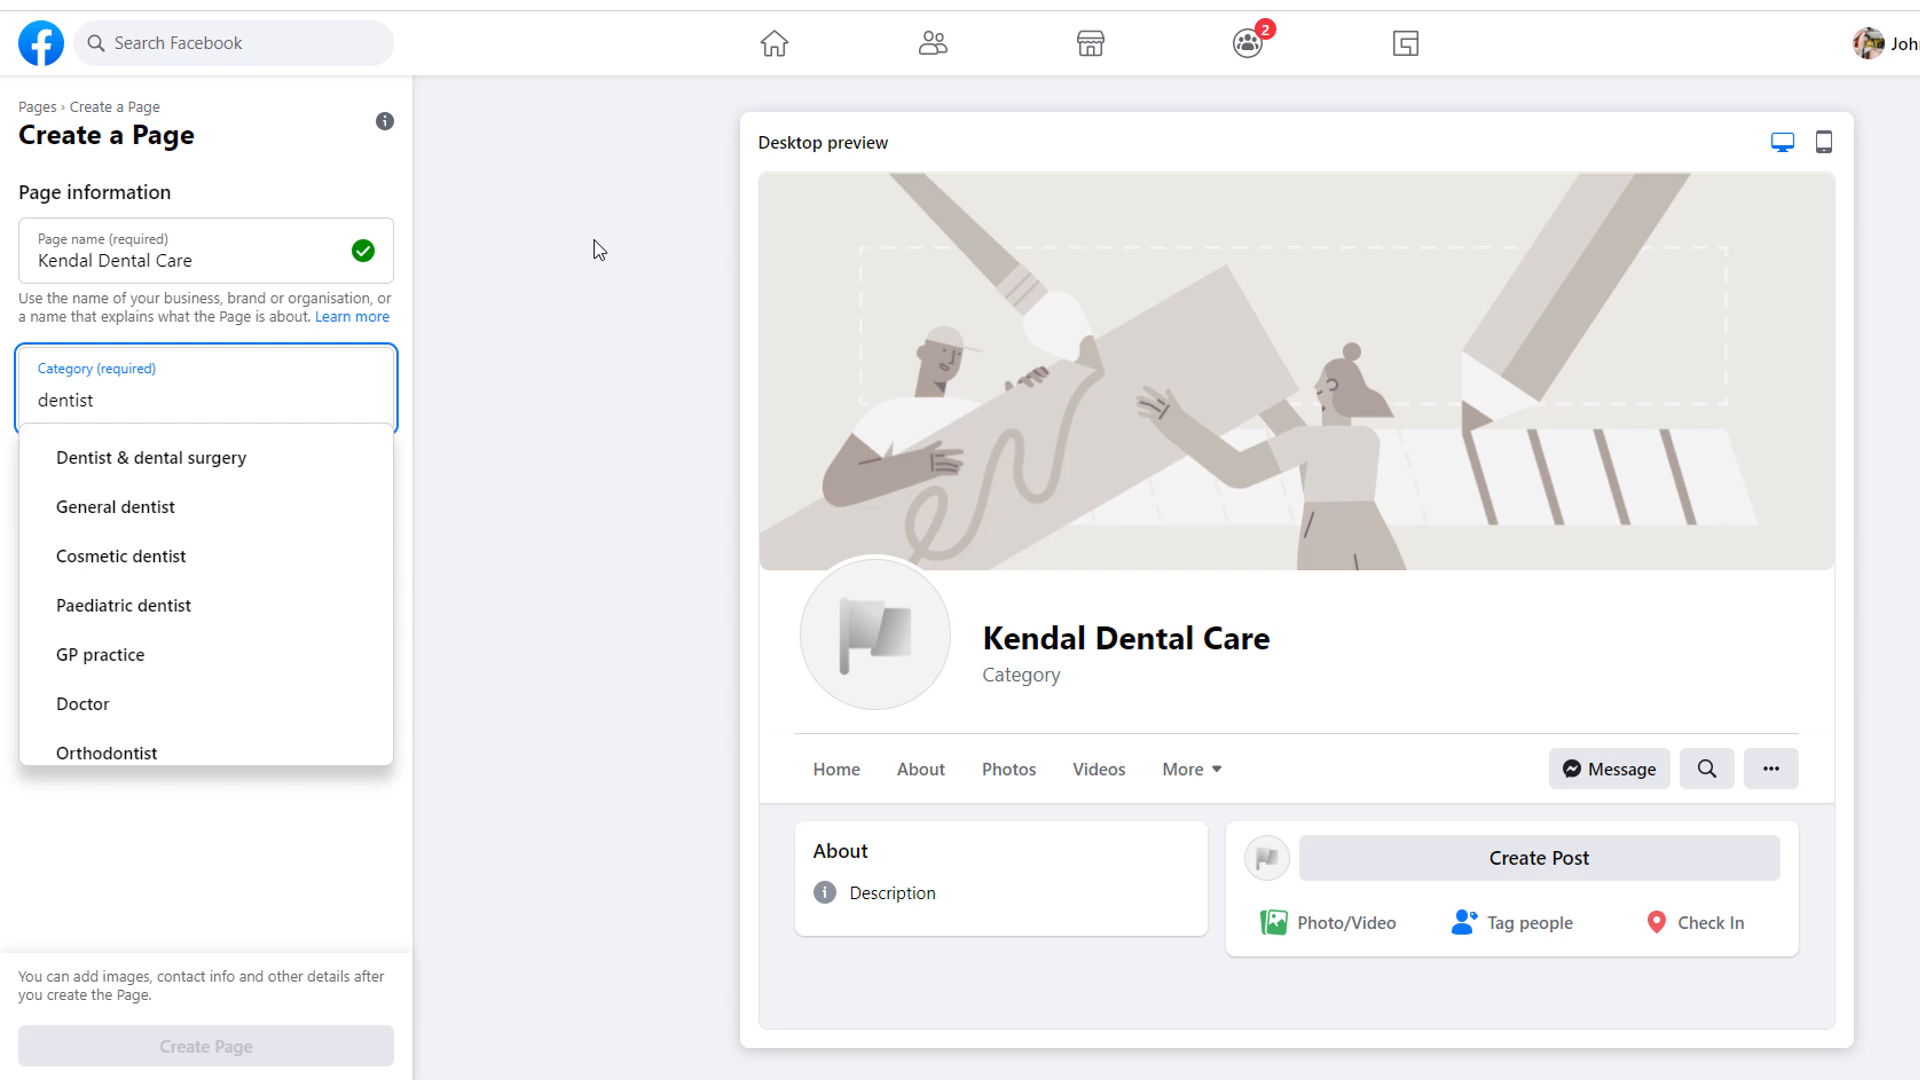 Search Facebook
2
Joh
Pages › Create a Page
Create a Page
Page information
Page name (required)
Kendal Dental Care
Use the name of your business, brand or organisation, or
a name that explains what the Page is about. Learn more
Category (required)
dentist
Dentist & dental surgery
General dentist
Cosmetic dentist
Paediatric dentist
GP practice
Doctor
Orthodontist
You can add images, contact info and other details after
you create the Page.
Create Page
Desktop preview
Kendal Dental Care
Category
Home About Photos Videos More
Message
About
Description
Create Post
Photo/Video Tag people Check In